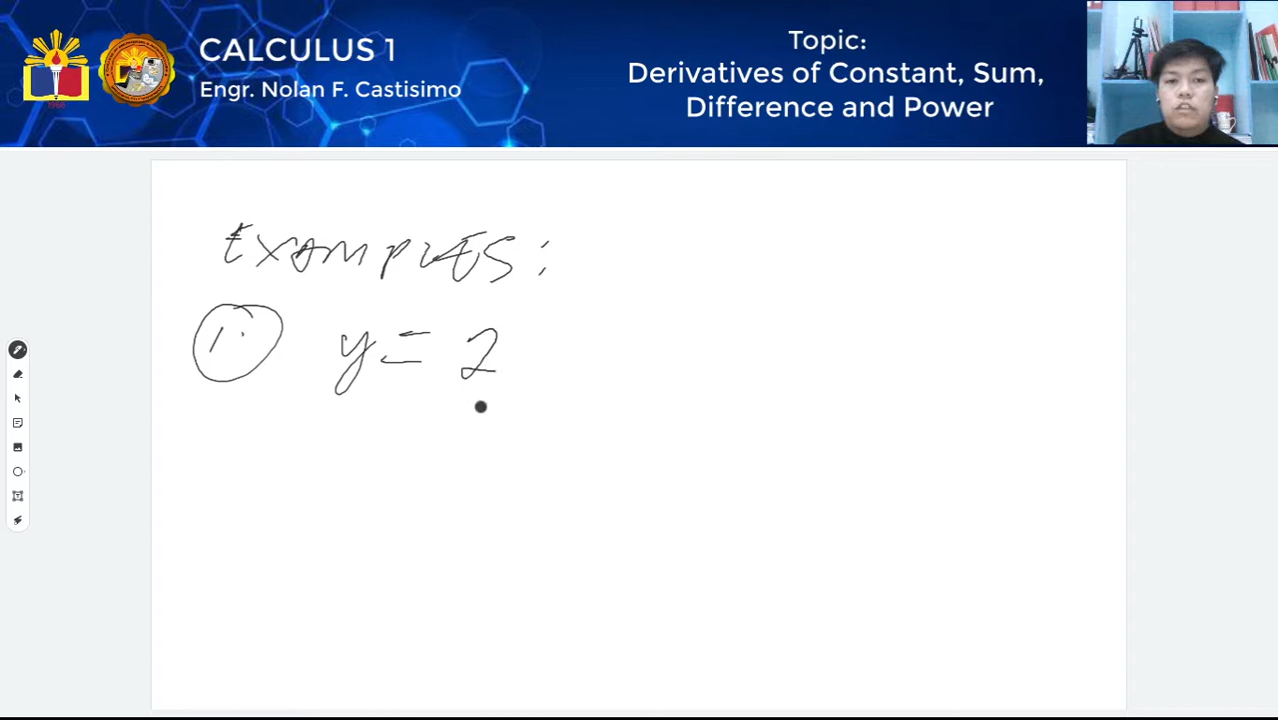 CALCULUS 1
Engr. Nolan F. Castisimo
Topic:
Derivatives of Constant, Sum,
Difference and Power
EXAMPLES:
1. y = 2